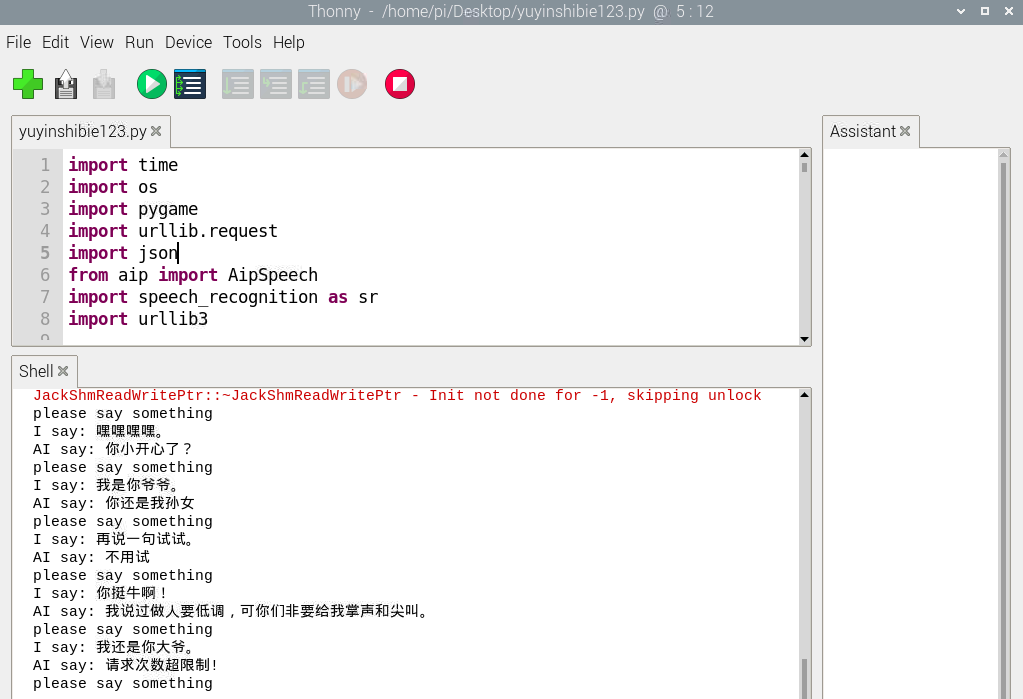 Thonny - /home/pi/Desktop/yuyinshibie123.py @ 5 : 12
File Edit View Run Device Tools Help
yuyinshibie123.py
Assistant
1 import time
2 import os
3 import pygame
4 import urllib.request
5 import json
6 from aip import AipSpeech
7 import speech_recognition as sr
8 import urllib3
9
Shell
JackShmReadWritePtr::~JackShmReadWritePtr - Init not done for -1, skipping unlock
please say something
I say: 嘿嘿嘿嘿。
AI say: 你小开心了？
please say something
I say: 我是你爷爷。
AI say: 你还是我孙女
please say something
I say: 再说一句试试。
AI say: 不用试
please say something
I say: 你挺牛啊！
AI say: 我说过做人要低调，可你们非要给我掌声和尖叫。
please say something
I say: 我还是你大爷。
AI say: 请求次数超限制!
please say something